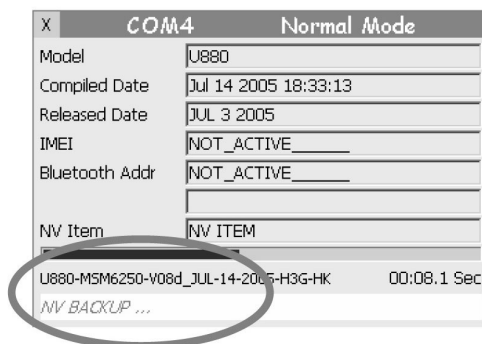 X COM4 Normal Mode
Model U880
Compiled Date Jul 14 2005 18:33:13
Released Date JUL 3 2005
IMEI NOT_ACTIVE______
Bluetooth Addr NOT_ACTIVE______
NV Item NV ITEM
U880-MSM6250-V08d_JUL-14-2005-H3G-HK 00:08.1 Sec
NV BACKUP ...